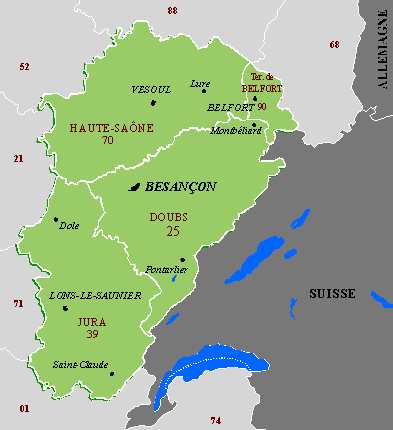 88
68
ALLEMAGNE
52
Ter. de
BELFORT
90
Lure
VESOUL
BELFORT
HAUTE-SAÔNE
70
Montbéliard
21
BESANÇON
DOUBS
25
Dole
Pontarlier
SUISSE
LONS-LE-SAUNIER
71
JURA
39
Saint-Claude
01
74